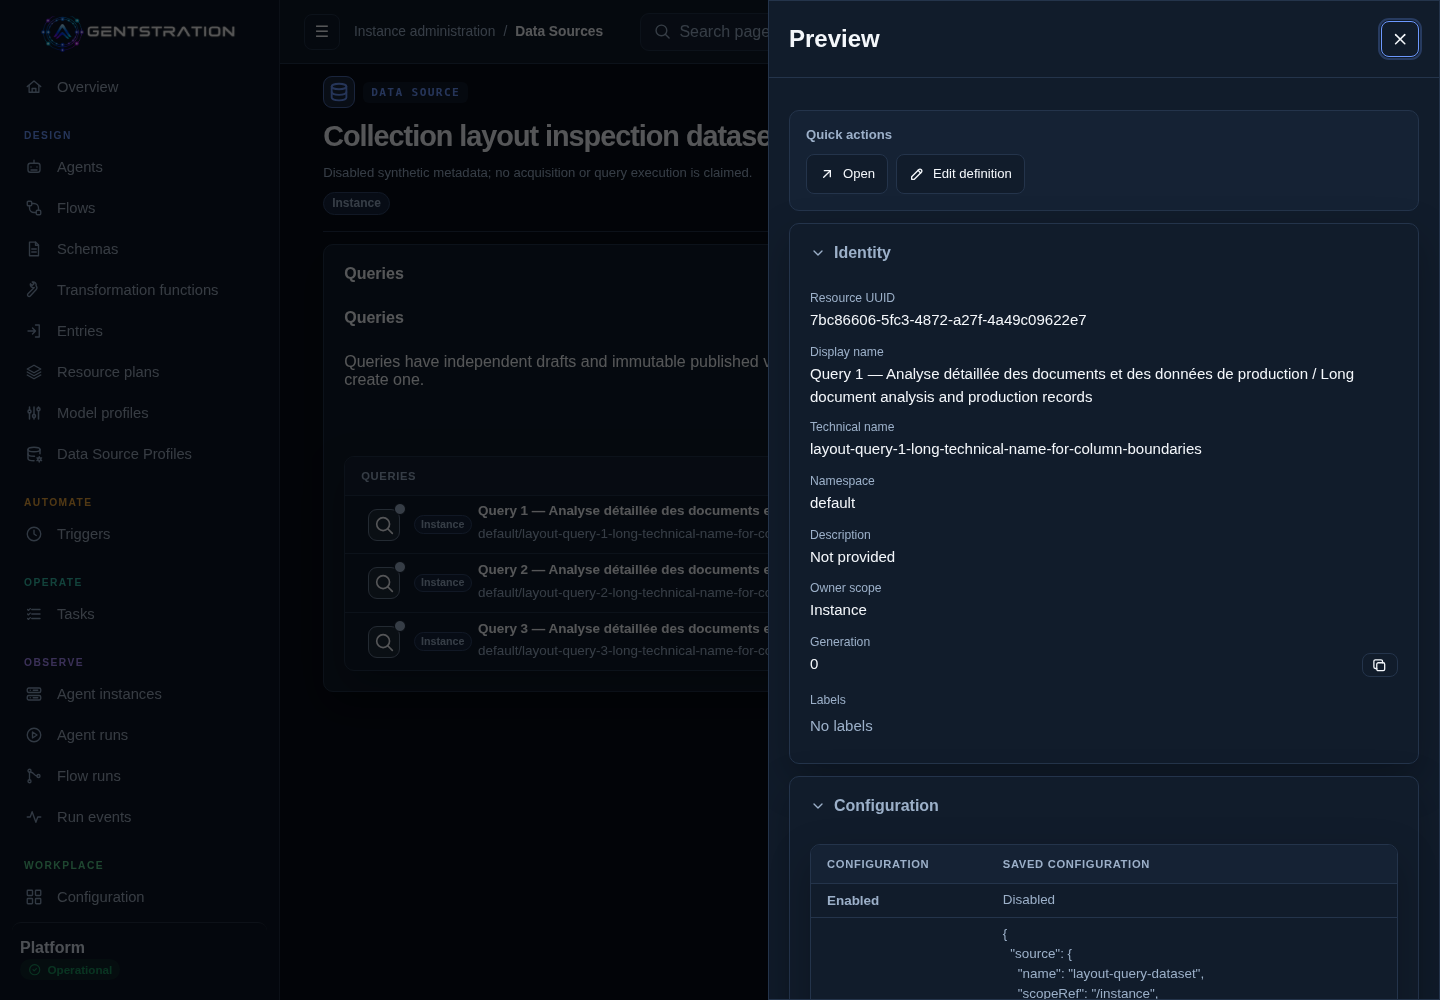 GENTSTRATION
Overview
DESIGN
Agents
Flows
Schemas
Transformation functions
Entries
Resource plans
Model profiles
Data Source Profiles
AUTOMATE
Triggers
OPERATE
Tasks
OBSERVE
Agent instances
Agent runs
Flow runs
Run events
WORKPLACE
Configuration
Platform
Operational
Instance administration / Data Sources
Search page
DATA SOURCE
Collection layout inspection datase
Disabled synthetic metadata; no acquisition or query execution is claimed.
Instance
Queries
Queries
Queries have independent drafts and immutable published v
create one.
QUERIES
Instance
Query 1 — Analyse détaillée des documents e
default/layout-query-1-long-technical-name-for-co
Instance
Query 2 — Analyse détaillée des documents e
default/layout-query-2-long-technical-name-for-co
Instance
Query 3 — Analyse détaillée des documents e
default/layout-query-3-long-technical-name-for-co
Preview
Quick actions
Open
Edit definition
Identity
Resource UUID
7bc86606-5fc3-4872-a27f-4a49c09622e7
Display name
Query 1 — Analyse détaillée des documents et des données de production / Long
document analysis and production records
Technical name
layout-query-1-long-technical-name-for-column-boundaries
Namespace
default
Description
Not provided
Owner scope
Instance
Generation
0
Labels
No labels
Configuration
CONFIGURATION SAVED CONFIGURATION
Enabled Disabled
{
"source": {
"name": "layout-query-dataset",
"scopeRef": "/instance",